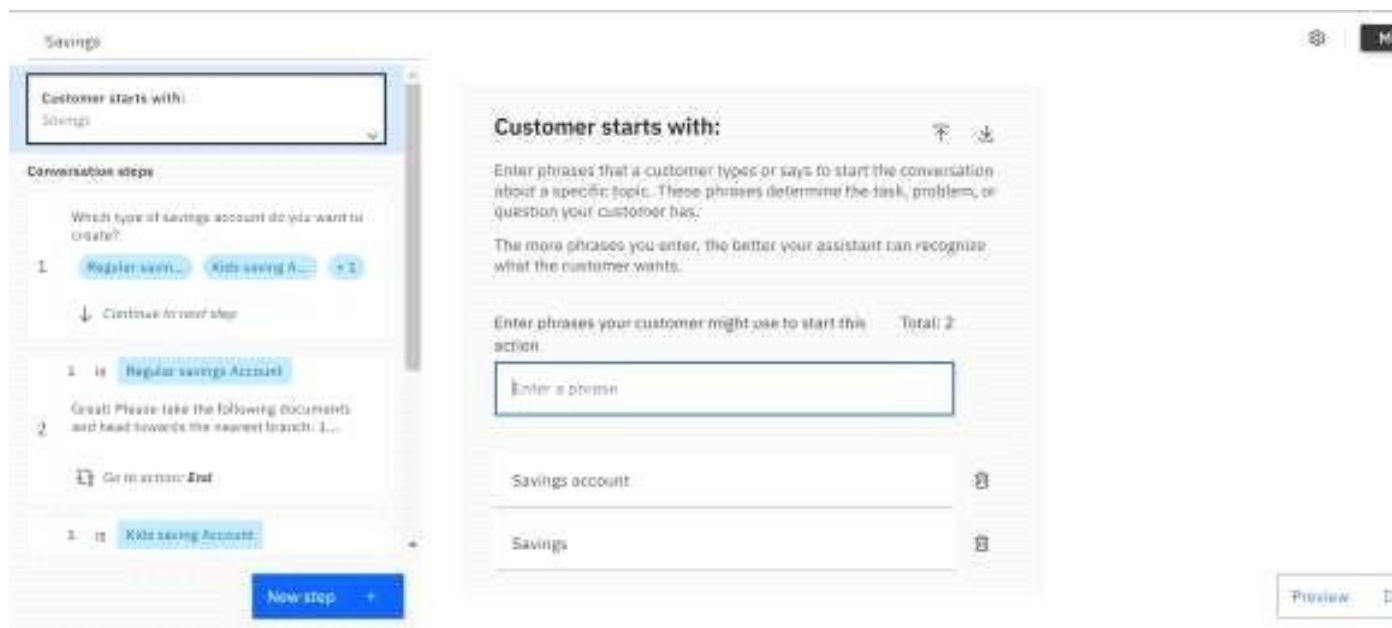 Savings
M
Customer starts with:
Savings
Conversation steps
Which type of savings account do you want to
create?
1
Regular savin...
Kids saving A...
+ 1
Continue to next step
1 is Regular savings Account
Great! Please take the following documents
and head towards the nearest branch. 1...
2
Go to action: End
1 is Kids saving Account
New step +
Customer starts with:
Enter phrases that a customer types or says to start the conversation
about a specific topic. These phrases determine the task, problem, or
question your customer has.
The more phrases you enter, the better your assistant can recognize
what the customer wants.
Enter phrases your customer might use to start this
action
Total: 2
Enter a phrase
Savings account
Savings
Preview